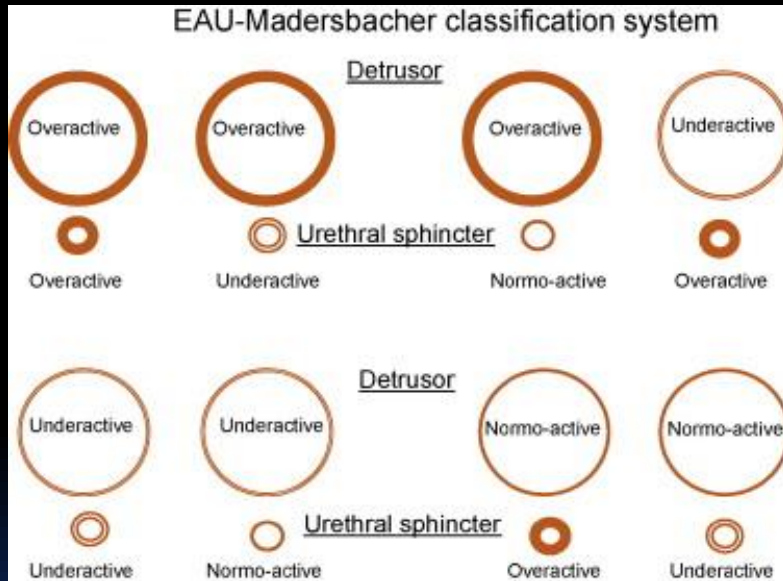 EAU-Madersbacher classification system
Detrusor
Overactive Overactive Overactive Underactive
Urethral sphincter
Overactive Underactive Normo-active Overactive
Detrusor
Underactive Underactive Normo-active Normo-active
Urethral sphincter
Underactive Normo-active Overactive Underactive